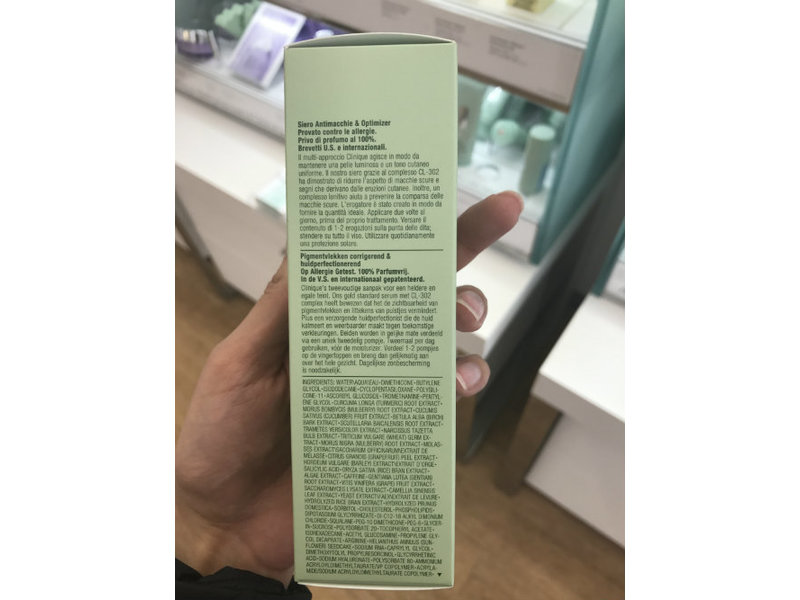 Siero Antimacchie & Optimizer
Provato contro le allergie.
Privo di profumo al 100%.
Brevetti U.S. e internazionali.
Il multi-approccio Clinique agisce in modo da
mantenere una pelle luminosa e un tono cutaneo
uniforme. Il nostro siero grazie al complesso CL-302
ha dimostrato di ridurre l'aspetto di macchie scure e
segni che derivano dalle eruzioni cutanee. Inoltre, un
complesso lenitivo aiuta a prevenire la comparsa delle
macchie scure. L'erogatore è stato creato in modo da
fornire la quantità ideale. Applicare due volte al
giorno, prima del proprio trattamento. Versare il
contenuto di 1-2 erogazioni sulla punta delle dita;
stendere su tutto il viso. Utilizzare quotidianamente
una protezione solare.
Pigmentvlekken corrigerend &
huidperfectionerend
Op Allergie Getest. 100% Parfumvrij.
In de V.S. en internationaal gepatenteerd.
Clinique's tweevoudige aanpak voor een heldere en
egale teint. Ons gold standard serum met CL-302
complex heeft bewezen dat het de zichtbaarheid van
pigmentvlekken en littekens van puistjes vermindert.
Plus een verzorgende huidperfectionist die de huid
kalmeert en weerbaarder maakt tegen toekomstige
verkleuringen. Beiden worden in gelijke mate verdeeld
via een uniek tweedelig pompje. Tweemaal per dag
gebruiken, vóór de moisturizer. Verdeel 1-2 pompjes
op de vingertoppen en breng dan gelijkmatig aan
over het hele gezicht. Dagelijkse zonbescherming
is noodzakelijk.
INGREDIENTS: WATER\AQUA\EAU•DIMETHICONE•BUTYLENE
GLYCOL•ISODODECANE•CYCLOPENTASILOXANE•POLYSILI-
CONE-11•ASCORBYL GLUCOSIDE•TROMETHAMINE•PENTYL-
ENE GLYCOL•CURCUMA LONGA (TURMERIC) ROOT EXTRACT•
MORUS BOMBYCIS (MULBERRY) ROOT EXTRACT•CUCUMIS
SATIVUS (CUCUMBER) FRUIT EXTRACT•BETULA ALBA (BIRCH)
BARK EXTRACT•SCUTELLARIA BAICALENSIS ROOT EXTRACT•
TRAMETES VERSICOLOR EXTRACT•NARCISSUS TAZETTA
BULB EXTRACT•TRITICUM VULGARE (WHEAT) GERM EX-
TRACT•MORUS NIGRA (MULBERRY) ROOT EXTRACT•MOLAS-
SES EXTRACT\SACCHARUM OFFICINARUM\EXTRAIT DE
MÉLASSE•CITRUS GRANDIS (GRAPEFRUIT) PEEL EXTRACT•
HORDEUM VULGARE (BARLEY) EXTRACT\EXTRAIT D'ORGE•
SALICYLIC ACID•ORYZA SATIVA (RICE) BRAN EXTRACT•
ALGAE EXTRACT•CAFFEINE•GENTIANA LUTEA (GENTIAN)
ROOT EXTRACT•VITIS VINIFERA (GRAPE) FRUIT EXTRACT•
SACCHAROMYCES LYSATE EXTRACT•CAMELLIA SINENSIS
LEAF EXTRACT•YEAST EXTRACT\FAEX\EXTRAIT DE LEVURE•
HYDROLYZED RICE BRAN EXTRACT•HYDROLYZED PRUNUS
DOMESTICA•SORBITOL•CHOLESTEROL•PHOSPHOLIPIDS•
DIPOTASSIUM GLYCYRRHIZATE•DI-C12-18 ALKYL DIMONIUM
CHLORIDE•SQUALANE•PEG-10 DIMETHICONE•PEG-6•GLYCER-
IN•SUCROSE•POLYSORBATE 20•TOCOPHERYL ACETATE•
ISOHEXADECANE•ACETYL GLUCOSAMINE•PROPYLENE GLY-
COL DICAPRATE•ARGININE•HELIANTHUS ANNUUS (SUN-
FLOWER) SEEDCAKE•SODIUM RNA•CAPRYLYL GLYCOL•
DIMETHOXYTOLYL PROPYLRESORCINOL•GLYCYRRHETINIC
ACID•SODIUM HYALURONATE•POLYSORBATE 80•AMMONIUM
ACRYLOYLDIMETHYLTAURATE/VP COPOLYMER•ACRYLA-
MIDE/SODIUM ACRYLOYLDIMETHYLTAURATE COPOLYMER• ▼